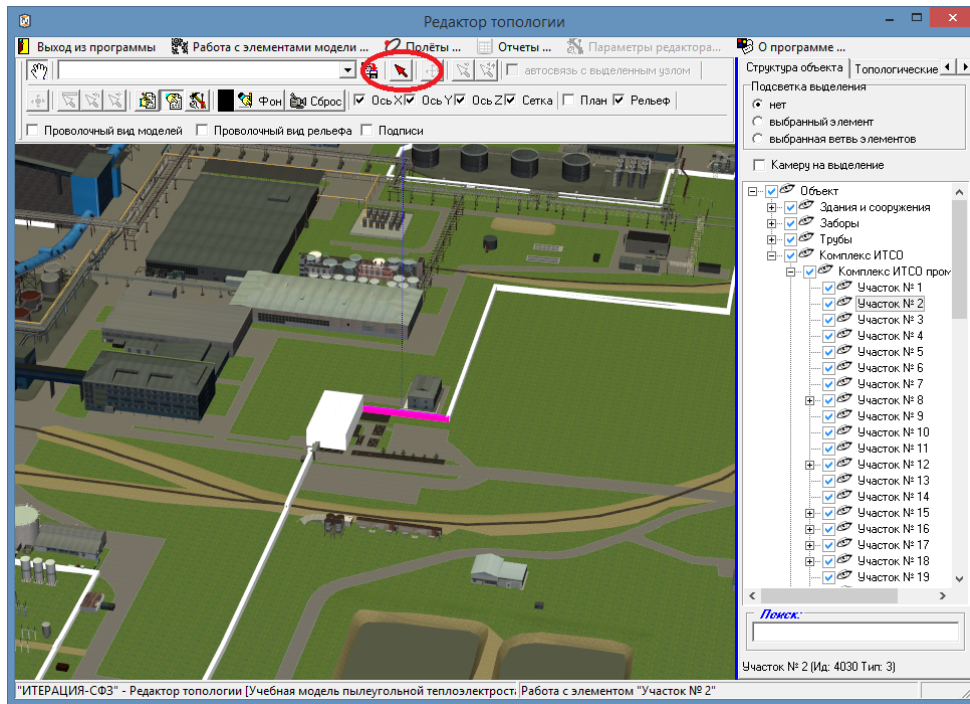 Редактор топологии
Выход из программы Работа с элементами модели ... Полёты ... Отчеты ... Параметры редактора... О программе ...
автосвязь с выделенным узлом
Фон Сброс Ось X Ось Y Ось Z Сетка План Рельеф
Проволочный вид моделей Проволочный вид рельефа Подписи
Структура объекта Топологические
Подсветка выделения
нет
выбранный элемент
выбранная ветвь элементов
Камеру на выделение
Объект
Здания и сооружения
Заборы
Трубы
Комплекс ИТСО
Комплекс ИТСО пром
Участок № 1
Участок № 2
Участок № 3
Участок № 4
Участок № 5
Участок № 6
Участок № 7
Участок № 8
Участок № 9
Участок № 10
Участок № 11
Участок № 12
Участок № 13
Участок № 14
Участок № 15
Участок № 16
Участок № 17
Участок № 18
Участок № 19
Поиск:
Участок № 2 (Ид: 4030 Тип: 3)
"ИТЕРАЦИЯ-СФЗ" - Редактор топологии [Учебная модель пылеугольной теплоэлектрост Работа с элементом "Участок № 2"